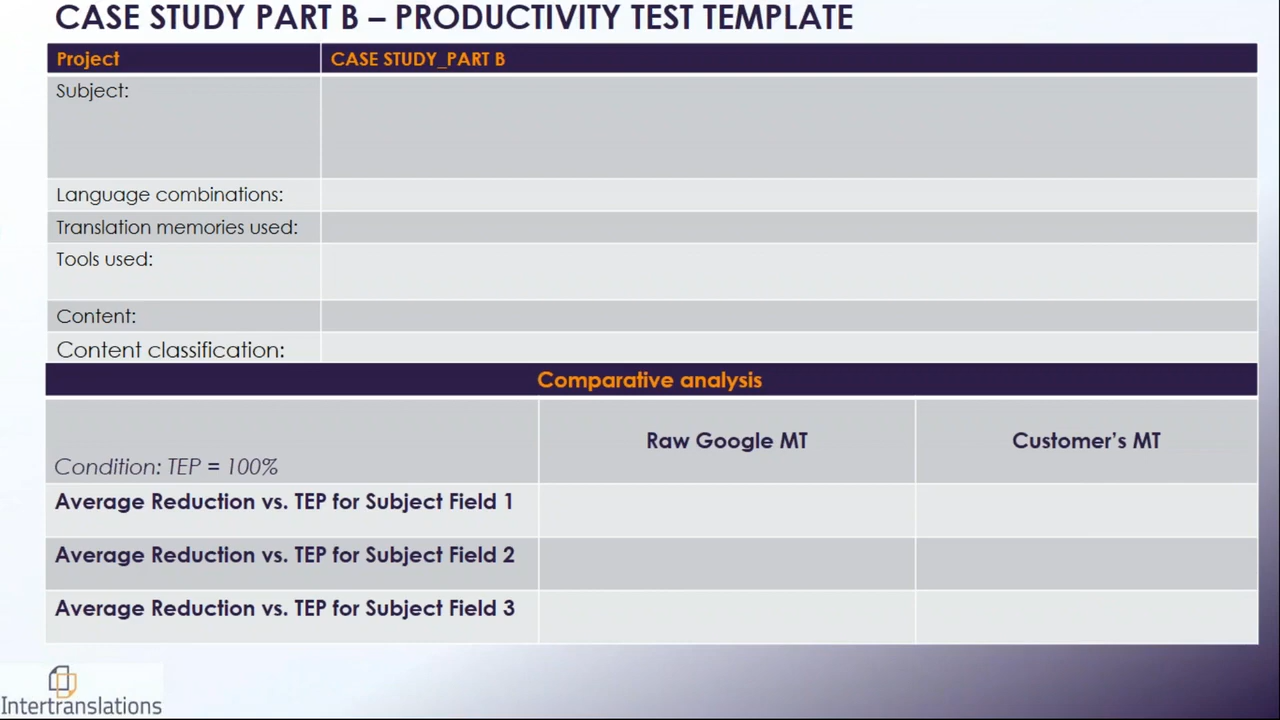 CASE STUDY PART B – PRODUCTIVITY TEST TEMPLATE
Project CASE STUDY_PART B
Subject:
Language combinations:
Translation memories used:
Tools used:
Content:
Content classification:
Comparative analysis
Raw Google MT Customer’s MT
Condition: TEP = 100%
Average Reduction vs. TEP for Subject Field 1
Average Reduction vs. TEP for Subject Field 2
Average Reduction vs. TEP for Subject Field 3
Intertranslations